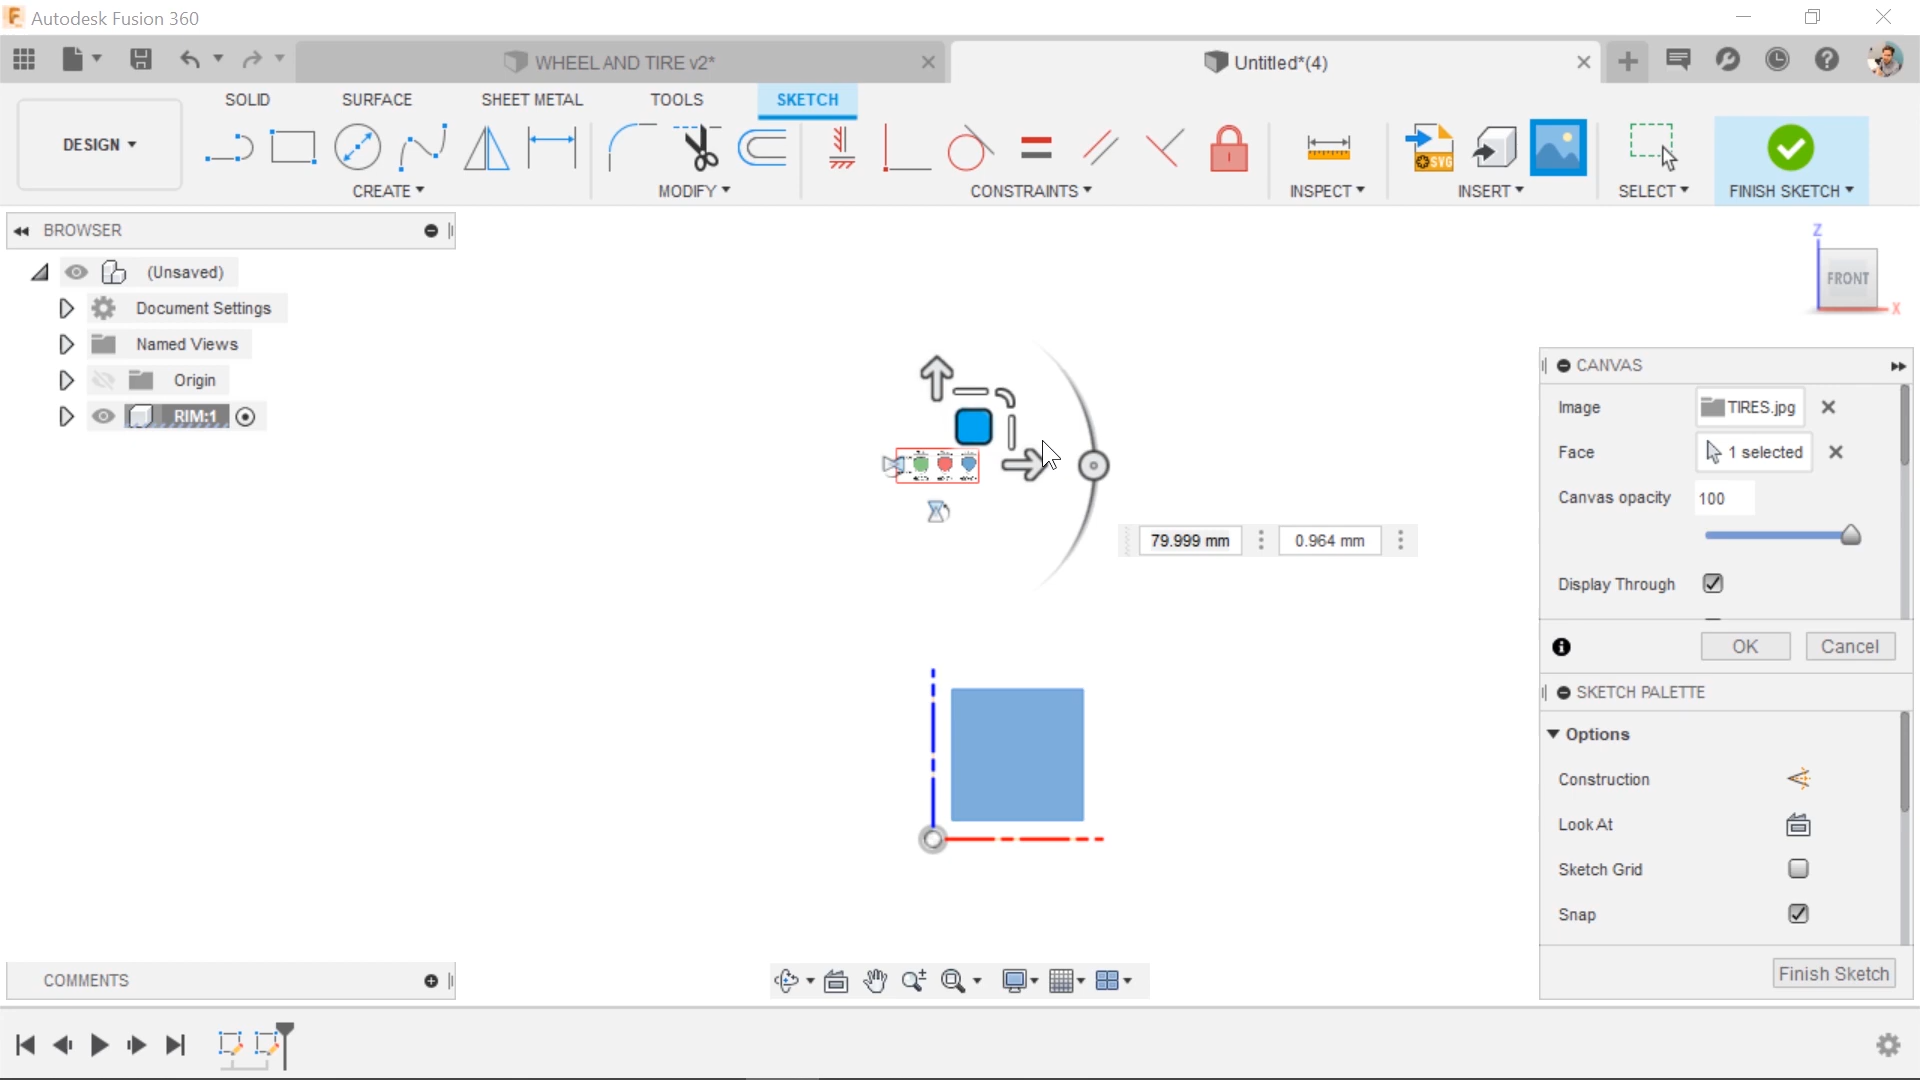 Autodesk Fusion 360
WHEEL AND TIRE v2*
Untitled*(4)
DESIGN
SOLID
SURFACE
SHEET METAL
TOOLS
SKETCH
SVG
CREATE
MODIFY
CONSTRAINTS
INSPECT
INSERT
SELECT
FINISH SKETCH
BROWSER
(Unsaved)
Document Settings
Named Views
Origin
RIM:1
Z
FRONT
X
CANVAS
Image
TIRES.jpg
Face
1 selected
Canvas opacity
100
Display Through
OK
Cancel
79.999 mm
0.964 mm
SKETCH PALETTE
Options
Construction
Look At
Sketch Grid
Snap
Finish Sketch
COMMENTS